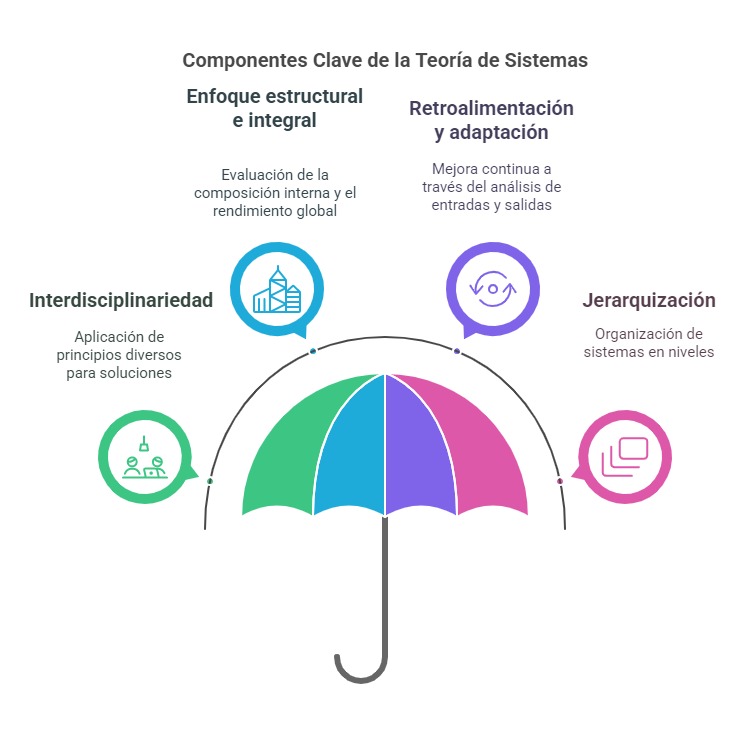 Componentes Clave de la Teoría de Sistemas
Enfoque estructural
e integral
Evaluación de la
composición interna y el
rendimiento global
Retroalimentación
y adaptación
Mejora continua a
través del análisis de
entradas y salidas
Interdisciplinariedad
Aplicación de
principios diversos
para soluciones
Jerarquización
Organización de
sistemas en niveles